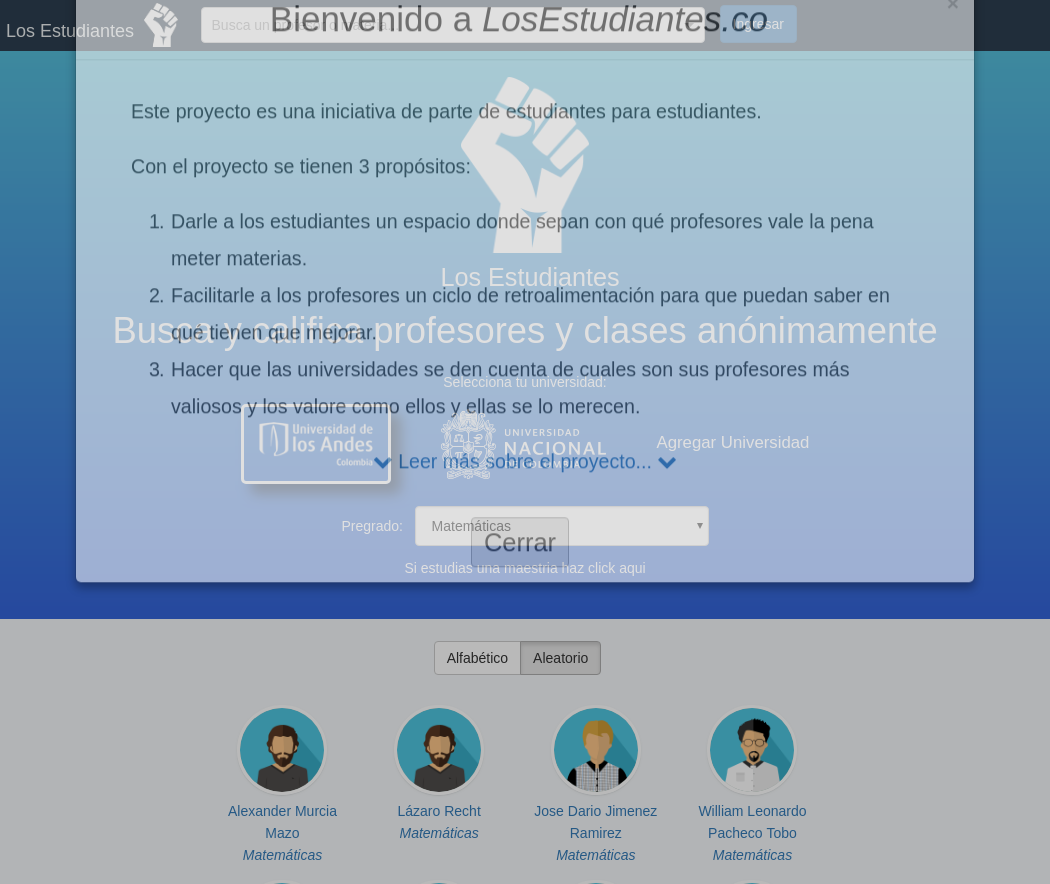 Los Estudiantes
Busca un profesor o materia
Ingresar
Bienvenido a LosEstudiantes.co
×
Este proyecto es una iniciativa de parte de estudiantes para estudiantes.
Con el proyecto se tienen 3 propósitos:
1. Darle a los estudiantes un espacio donde sepan con qué profesores vale la pena
meter materias.
2. Facilitarle a los profesores un ciclo de retroalimentación para que puedan saber en
qué tienen que mejorar.
3. Hacer que las universidades se den cuenta de cuales son sus profesores más
valiosos y los valore como ellos y ellas se lo merecen.
Leer más sobre el proyecto...
Cerrar
Los Estudiantes
Busca y califica profesores y clases anónimamente
Selecciona tu universidad:
Universidad de
los Andes
Colombia
UNIVERSIDAD
NACIONAL
DE COLOMBIA
Agregar Universidad
Pregrado:
Matemáticas
Si estudias una maestría haz click aqui
Alfabético
Aleatorio
Alexander Murcia
Mazo
Matemáticas
Lázaro Recht
Matemáticas
Jose Dario Jimenez
Ramirez
Matemáticas
William Leonardo
Pacheco Tobo
Matemáticas